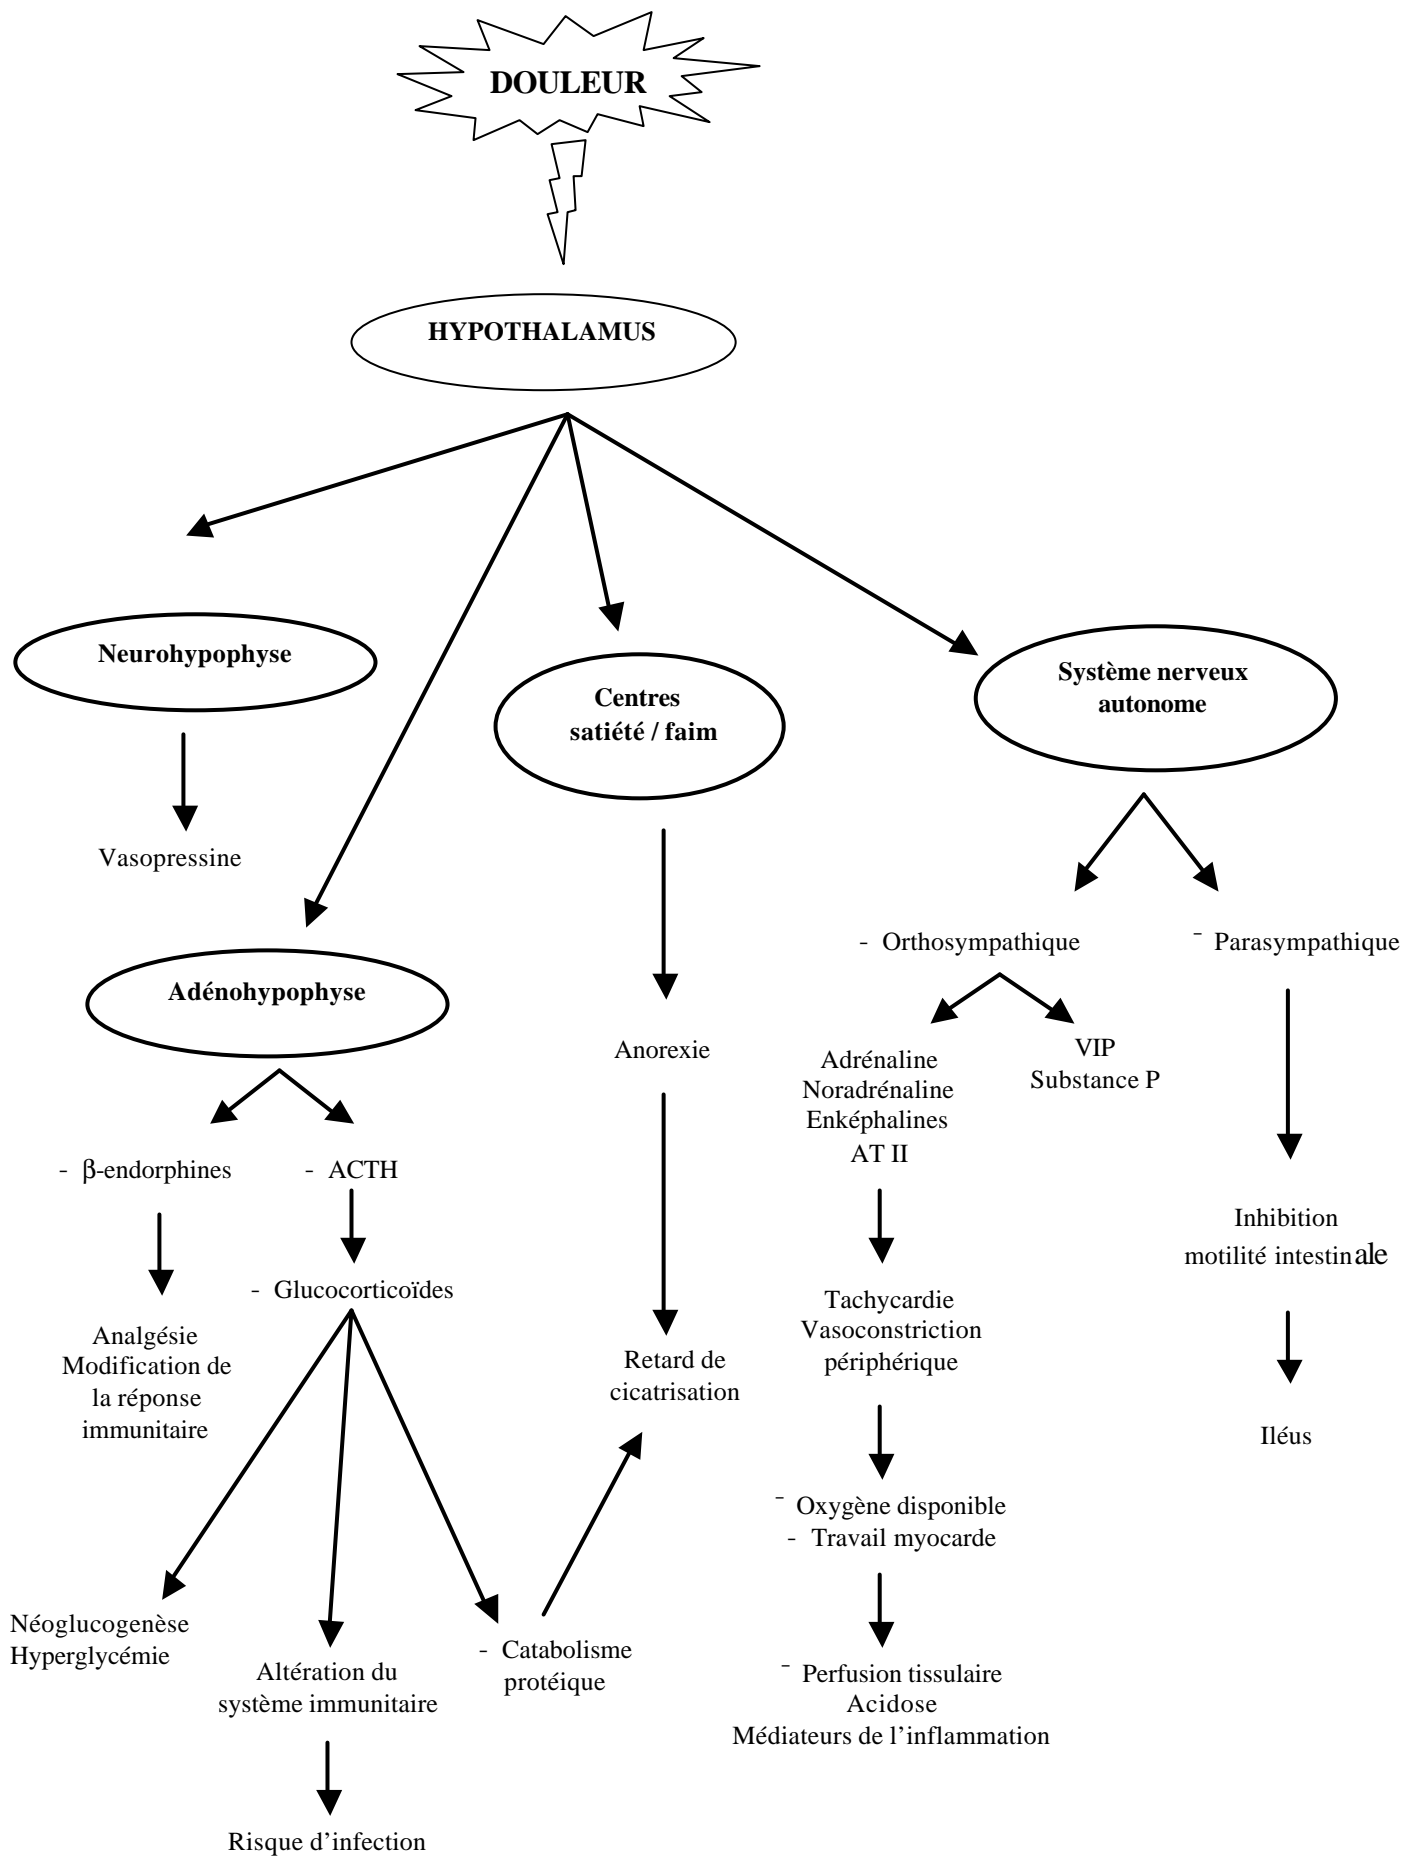 DOULEUR
HYPOTHALAMUS
Neurohypophyse
Vasopressine
Adénohypophyse
- β-endorphines
- ACTH
Analgésie
Modification de
la réponse
immunitaire
- Glucocorticoïdes
Néoglucogenèse
Hyperglycémie
Altération du
système immunitaire
Risque d’infection
- Catabolisme
protéique
Centres
satiété / faim
Anorexie
Retard de
cicatrisation
Système nerveux
autonome
- Orthosympathique
Adrénaline
Noradrénaline
Enképhalines
AT II
VIP
Substance P
Tachycardie
Vasoconstriction
périphérique
¯ Oxygène disponible
- Travail myocarde
¯ Perfusion tissulaire
Acidose
Médiateurs de l’inflammation
¯ Parasympathique
Inhibition
motilité intestinale
Iléus